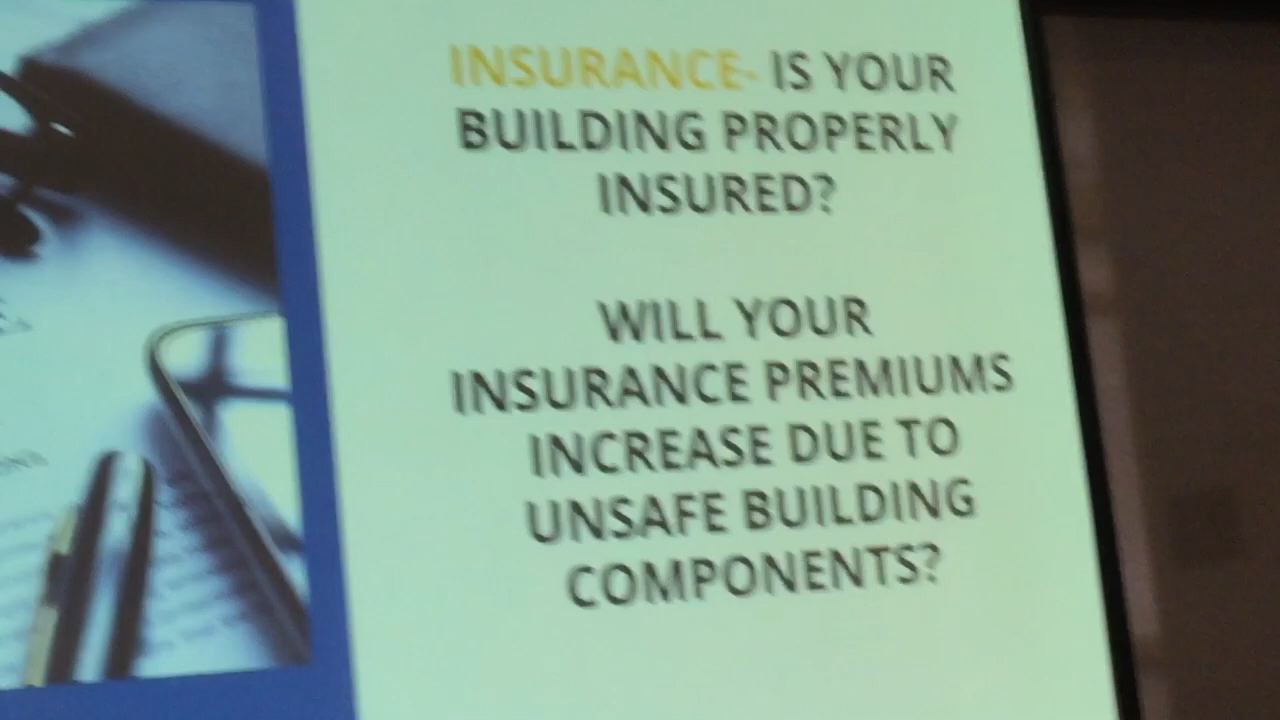 INSURANCE- IS YOUR
BUILDING PROPERLY
INSURED?
WILL YOUR
INSURANCE PREMIUMS
INCREASE DUE TO
UNSAFE BUILDING
COMPONENTS?